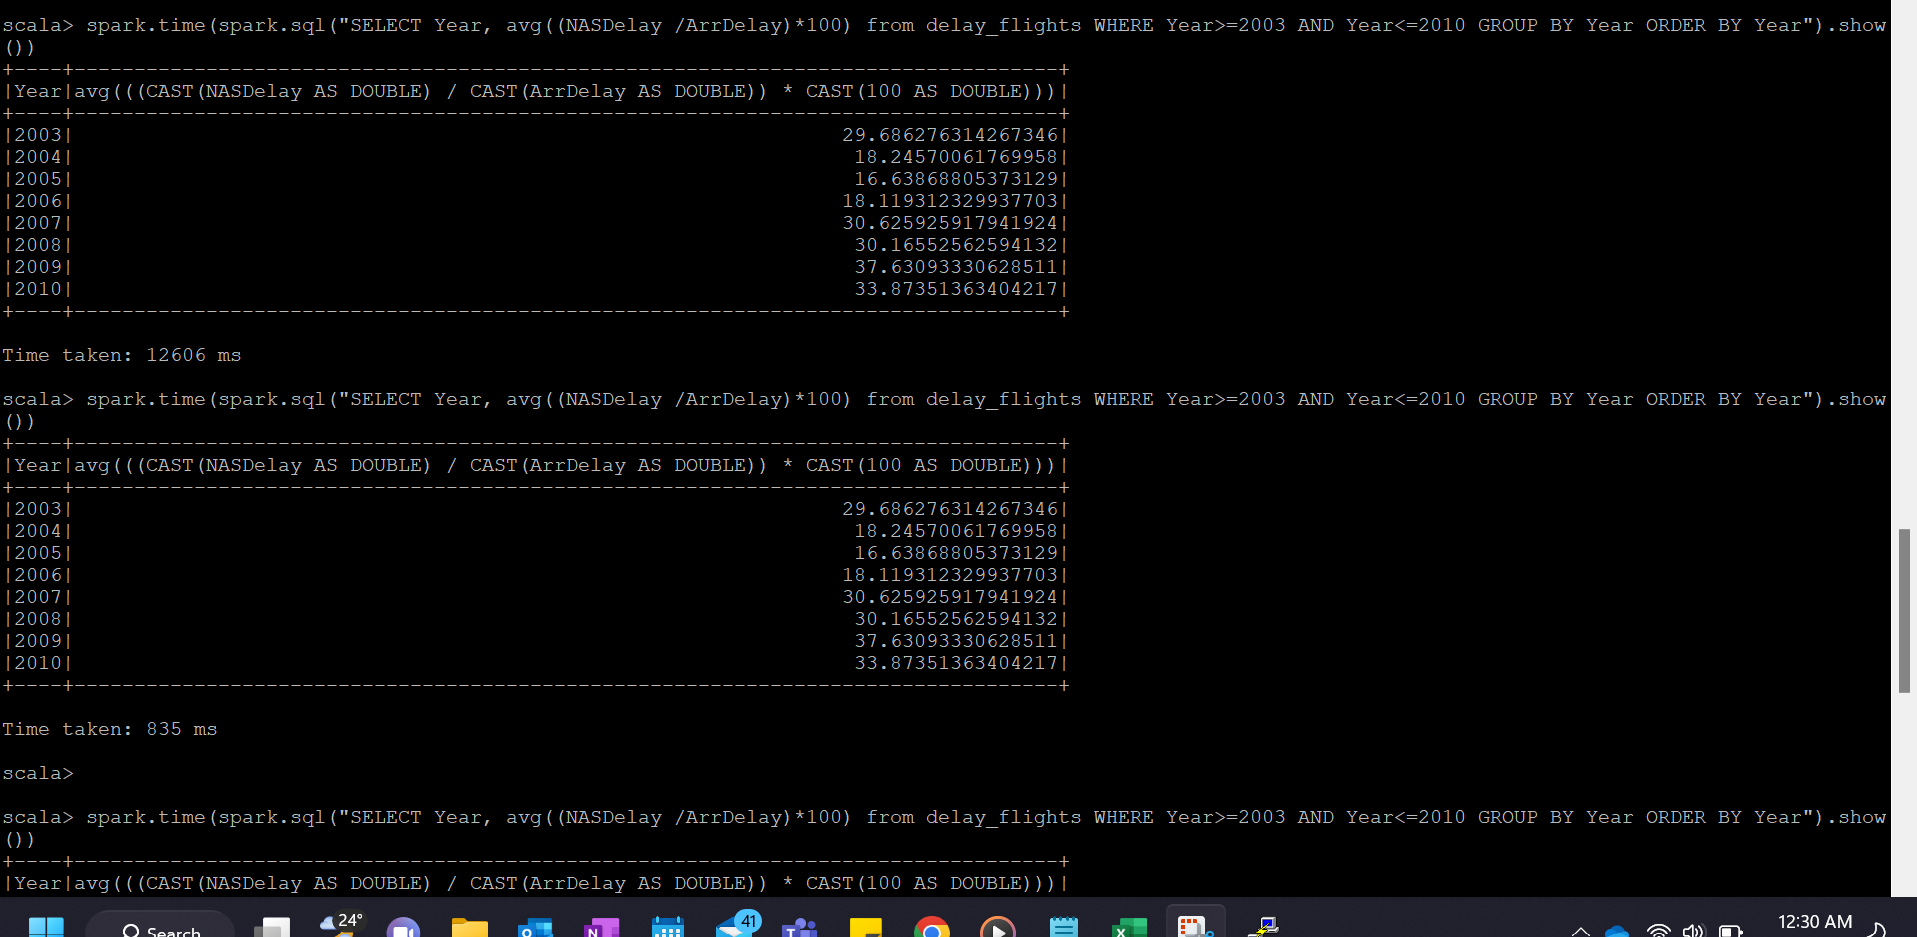 scala> spark.time(spark.sql("SELECT Year, avg((NASDelay /ArrDelay)*100) from delay_flights WHERE Year>=2003 AND Year<=2010 GROUP BY Year ORDER BY Year").show
())
+----+----------------------------------------------------------------------------------+
|Year|avg(((CAST(NASDelay AS DOUBLE) / CAST(ArrDelay AS DOUBLE)) * CAST(100 AS DOUBLE)))|
+----+----------------------------------------------------------------------------------+
|2003| 29.686276314267346|
|2004| 18.24570061769958|
|2005| 16.63868805373129|
|2006| 18.119312329937703|
|2007| 30.625925917941924|
|2008| 30.16552562594132|
|2009| 37.63093330628511|
|2010| 33.87351363404217|
+----+----------------------------------------------------------------------------------+
Time taken: 12606 ms
scala> spark.time(spark.sql("SELECT Year, avg((NASDelay /ArrDelay)*100) from delay_flights WHERE Year>=2003 AND Year<=2010 GROUP BY Year ORDER BY Year").show
())
+----+----------------------------------------------------------------------------------+
|Year|avg(((CAST(NASDelay AS DOUBLE) / CAST(ArrDelay AS DOUBLE)) * CAST(100 AS DOUBLE)))|
+----+----------------------------------------------------------------------------------+
|2003| 29.686276314267346|
|2004| 18.24570061769958|
|2005| 16.63868805373129|
|2006| 18.119312329937703|
|2007| 30.625925917941924|
|2008| 30.16552562594132|
|2009| 37.63093330628511|
|2010| 33.87351363404217|
+----+----------------------------------------------------------------------------------+
Time taken: 835 ms
scala>
scala> spark.time(spark.sql("SELECT Year, avg((NASDelay /ArrDelay)*100) from delay_flights WHERE Year>=2003 AND Year<=2010 GROUP BY Year ORDER BY Year").show
())
+----+----------------------------------------------------------------------------------+
|Year|avg(((CAST(NASDelay AS DOUBLE) / CAST(ArrDelay AS DOUBLE)) * CAST(100 AS DOUBLE)))|
Search 24° 41 12:30 AM